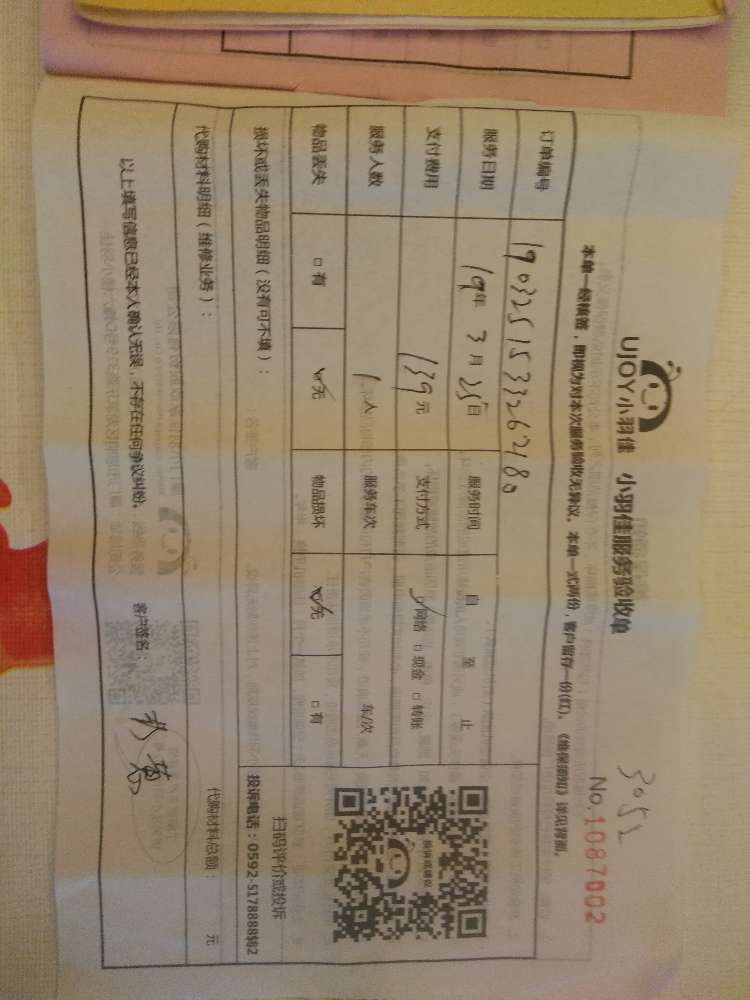 UJOY小羽佳 小羽佳服务验收单
3052
No.1087002
本单一经核签，即视为对本次服务验收无异议。本单一式两份，客户留存一份(红)。《维保须知》详见背面。
订单编号 1903251533262480
服务日期 19年 3月 25日 服务时间 自 至 止
支付费用 139元 支付方式 ☑网络 □现金 □转账
服务人数 1人 服务车次 车/次
物品丢失 □有 ☑无 物品损坏 ☑无 □有
损坏或丢失物品明细（没有可不填）：
投诉或建议
扫码评价或投诉
投诉电话：0592-5178888转2
代购材料明细（维修业务）：
代购材料总额： 元
以上填写信息已经本人确认无误，不存在任何争议纠纷。 客户签名：